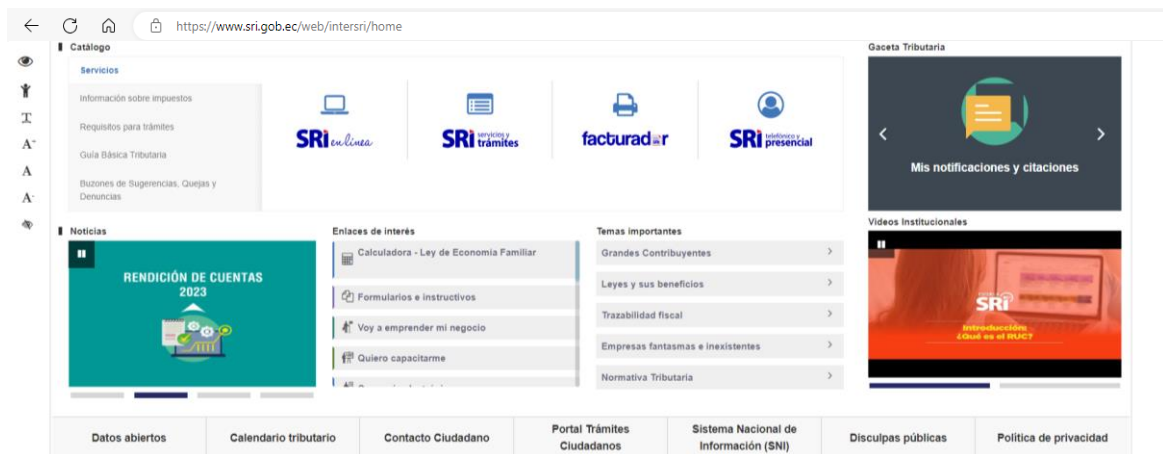 https://www.sri.gob.ec/web/intersri/home
Catálogo
Servicios
Información sobre impuestos
Requisitos para trámites
Guía Básica Tributaria
Buzones de Sugerencias, Quejas y
Denuncias
SRi en línea
SRi servicios y
trámites
facturador
SRi telefónico y
presencial
Gaceta Tributaria
Mis notificaciones y citaciones
Noticias
RENDICIÓN DE CUENTAS
2023
Enlaces de interés
Calculadora - Ley de Economía Familiar
Formularios e instructivos
Voy a emprender mi negocio
Quiero capacitarme
Temas importantes
Grandes Contribuyentes
Leyes y sus beneficios
Trazabilidad fiscal
Empresas fantasmas e inexistentes
Normativa Tributaria
Videos Institucionales
SRi
Introducción:
¿Qué es el RUC?
T
A+
A
A-
Datos abiertos
Calendario tributario
Contacto Ciudadano
Portal Trámites
Ciudadanos
Sistema Nacional de
Información (SNI)
Disculpas públicas
Política de privacidad